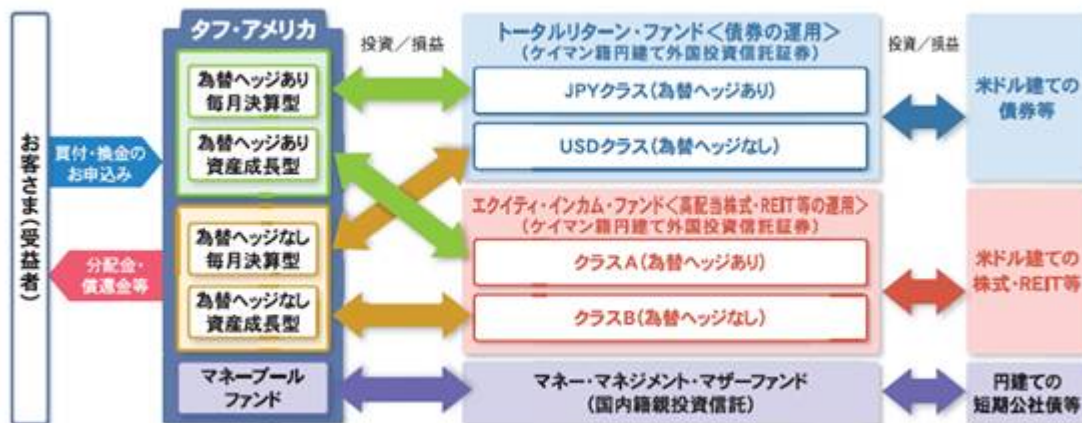 お客さま(受益者)
買付・換金の
お申込み
分配金・
償還金等
タフ・アメリカ
為替ヘッジあり
毎月決算型
為替ヘッジあり
資産成長型
為替ヘッジなし
毎月決算型
為替ヘッジなし
資産成長型
マネープール
ファンド
投資/損益
トータルリターン・ファンド<債券の運用>
(ケイマン籍円建て外国投資信託証券)
JPYクラス(為替ヘッジあり)
USDクラス(為替ヘッジなし)
エクイティ・インカム・ファンド<高配当株式・REIT等の運用>
(ケイマン籍円建て外国投資信託証券)
クラスA(為替ヘッジあり)
クラスB(為替ヘッジなし)
マネー・マネジメント・マザーファンド
(国内籍親投資信託)
投資/損益
米ドル建ての
債券等
米ドル建ての
株式・REIT等
円建ての
短期公社債等